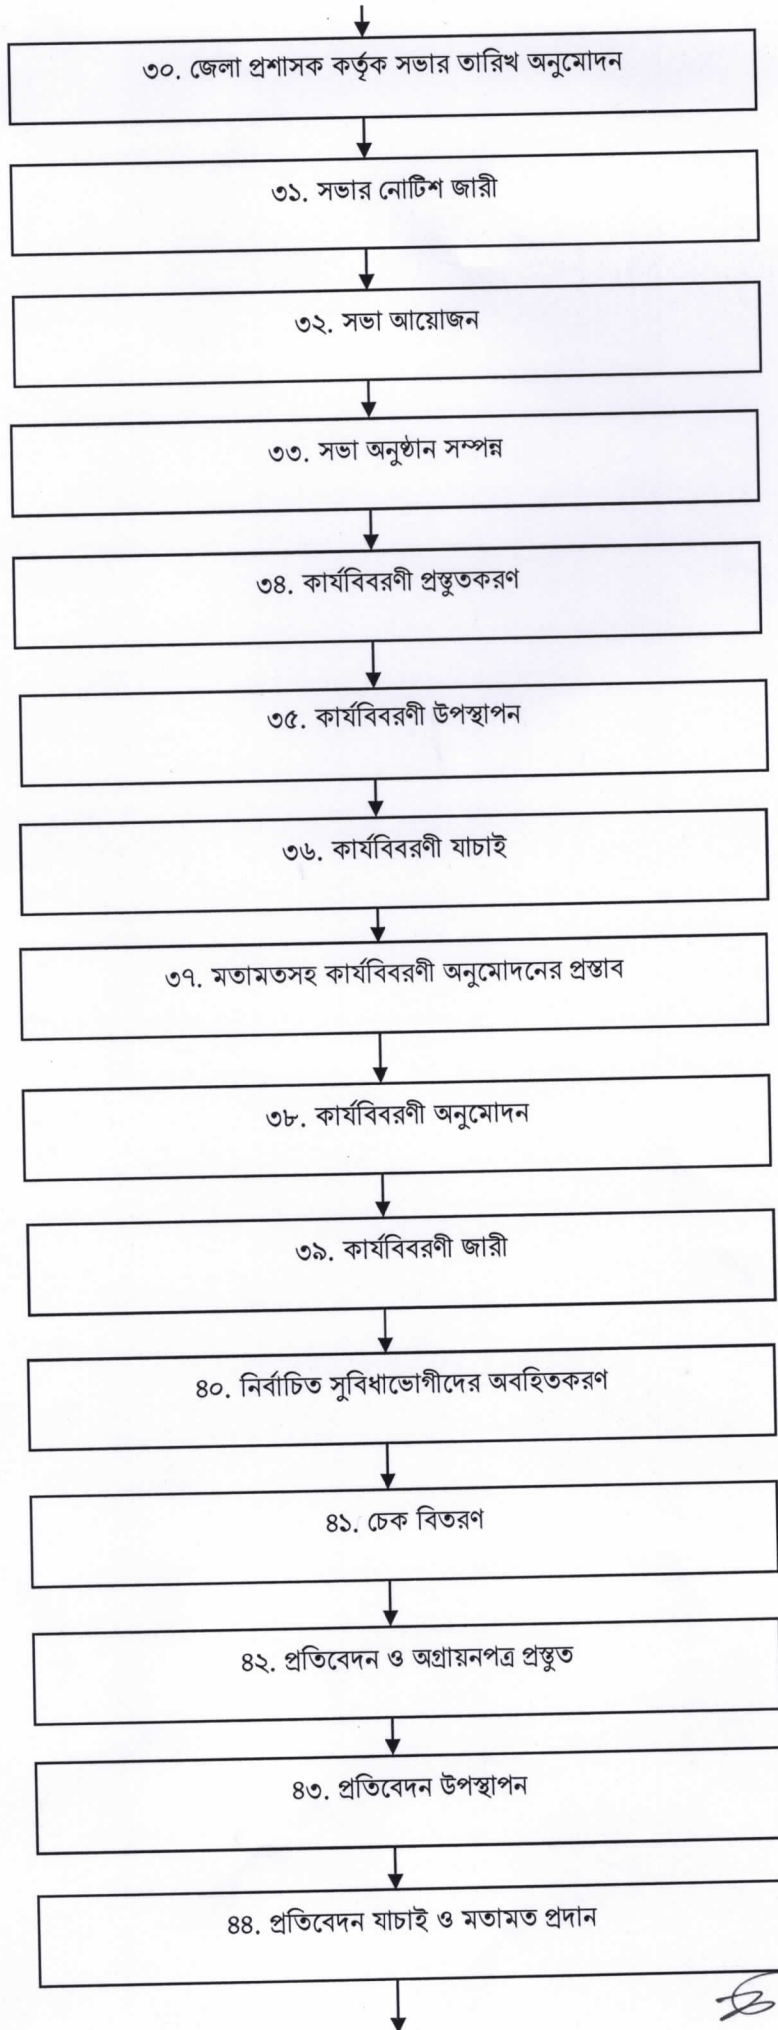 ৩০. জেলা প্রশাসক কর্তৃক সভার তারিখ অনুমোদন
৩১. সভার নোটিশ জারী
৩২. সভা আয়োজন
৩৩. সভা অনুষ্ঠান সম্পন্ন
৩৪. কার্যবিবরণী প্রস্তুতকরণ
৩৫. কার্যবিবরণী উপস্থাপন
৩৬. কার্যবিবরণী যাচাই
৩৭. মতামতসহ কার্যবিবরণী অনুমোদনের প্রস্তাব
৩৮. কার্যবিবরণী অনুমোদন
৩৯. কার্যবিবরণী জারী
৪০. নির্বাচিত সুবিধাভোগীদের অবহিতকরণ
৪১. চেক বিতরণ
৪২. প্রতিবেদন ও অগ্রায়নপত্র প্রস্তুত
৪৩. প্রতিবেদন উপস্থাপন
৪৪. প্রতিবেদন যাচাই ও মতামত প্রদান